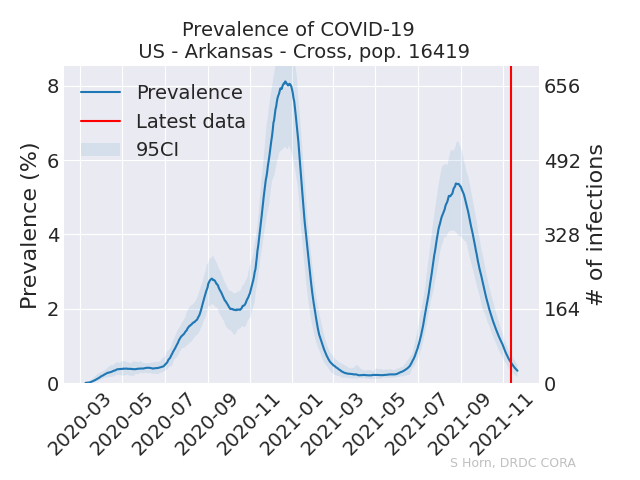 Prevalence of COVID-19
US - Arkansas - Cross, pop. 16419
Prevalence
Latest data
95CI
Prevalence (%)
8
6
4
2
0
656
492
328
164
0
# of infections
2020-03
2020-05
2020-07
2020-09
2020-11
2021-01
2021-03
2021-05
2021-07
2021-09
2021-11
S Horn, DRDC CORA